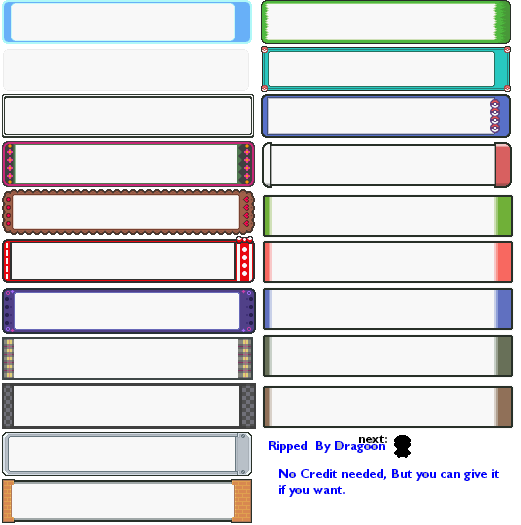 next:
Ripped By Dragoon
No Credit needed, But you can give it
if you want.